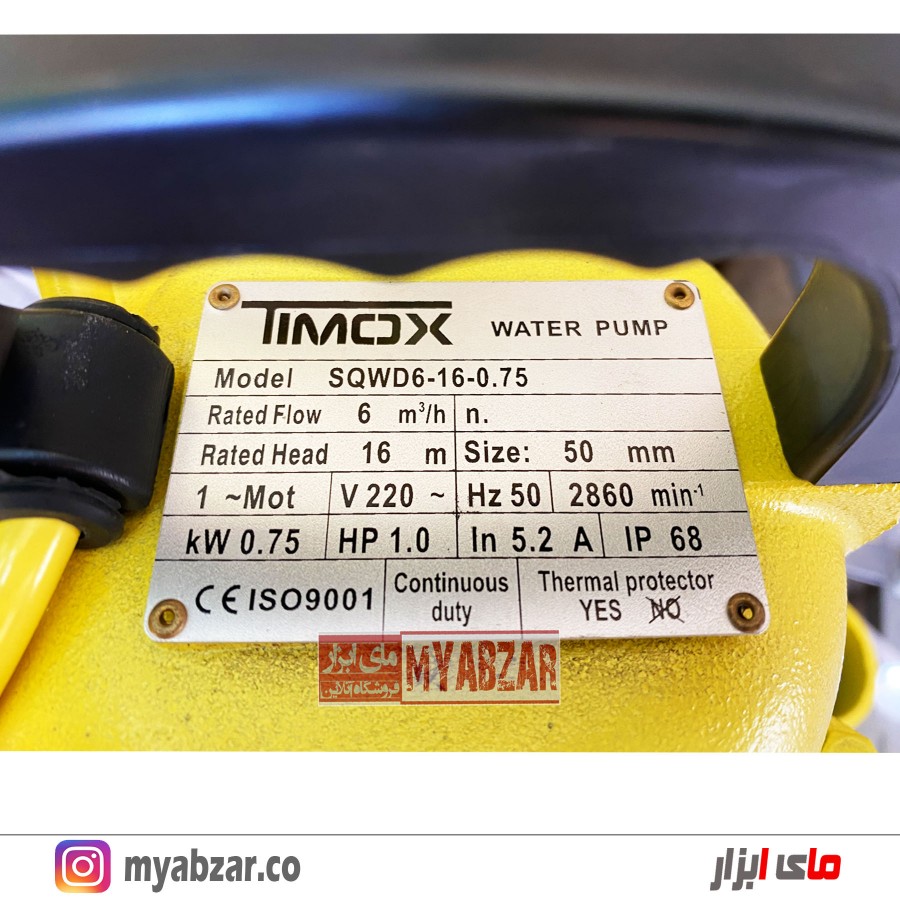 TIMOX WATER PUMP
Model SQWD6-16-0.75
Rated Flow 6 m³/h n.
Rated Head 16 m Size: 50 mm
1 ~Mot V 220 ~ Hz 50 2860 min-1
kW 0.75 HP 1.0 In 5.2 A IP 68
CE ISO9001 Continuous duty Thermal protector YES NO
مای ابزار
فروشگاه آنلاین
MYABZAR
myabzar.co
مای ابزار